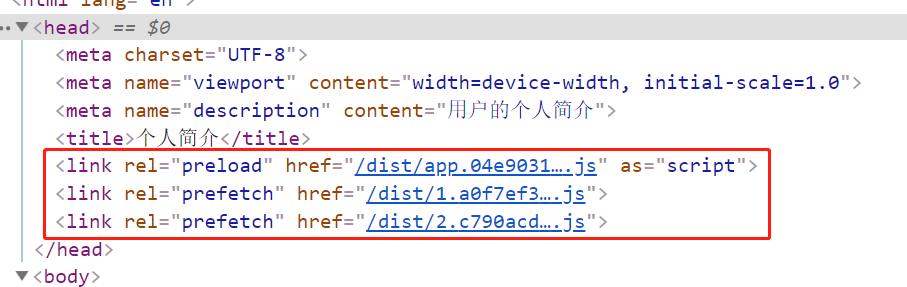 <html lang="en">
·· ▼<head> == $0
<meta charset="UTF-8">
<meta name="viewport" content="width=device-width, initial-scale=1.0">
<meta name="description" content="用户的个人简介">
<title>个人简介</title>
<link rel="preload" href="/dist/app.04e9031….js" as="script">
<link rel="prefetch" href="/dist/1.a0f7ef3….js">
<link rel="prefetch" href="/dist/2.c790acd….js">
</head>
▼<body>